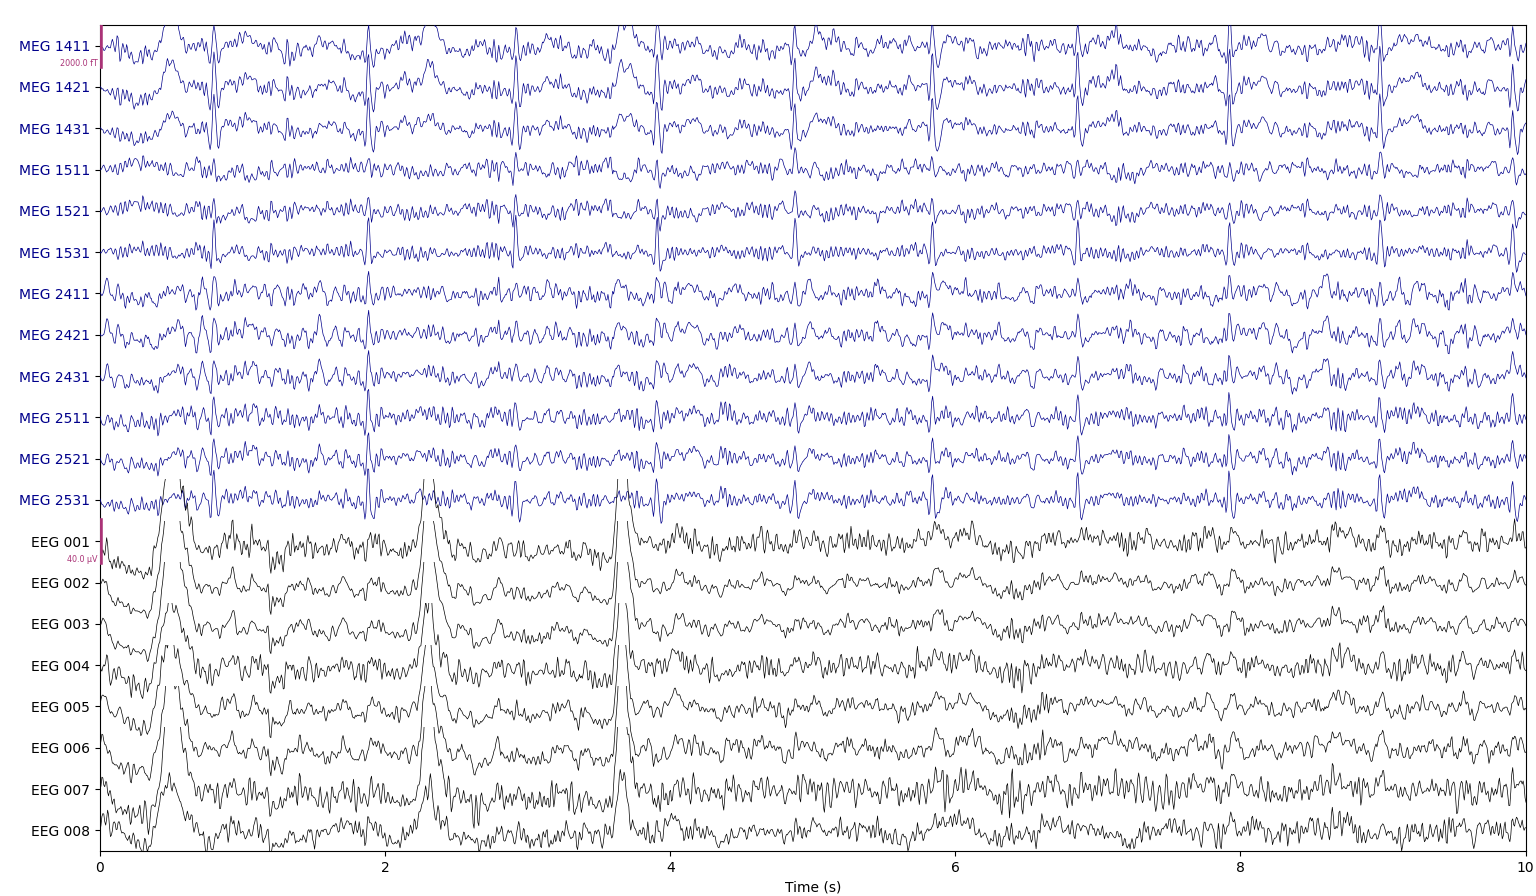 MEG 1411
2000.0 fT
MEG 1421
MEG 1431
MEG 1511
MEG 1521
MEG 1531
MEG 2411
MEG 2421
MEG 2431
MEG 2511
MEG 2521
MEG 2531
EEG 001
40.0 µV
EEG 002
EEG 003
EEG 004
EEG 005
EEG 006
EEG 007
EEG 008
0 2 4 6 8 10
Time (s)